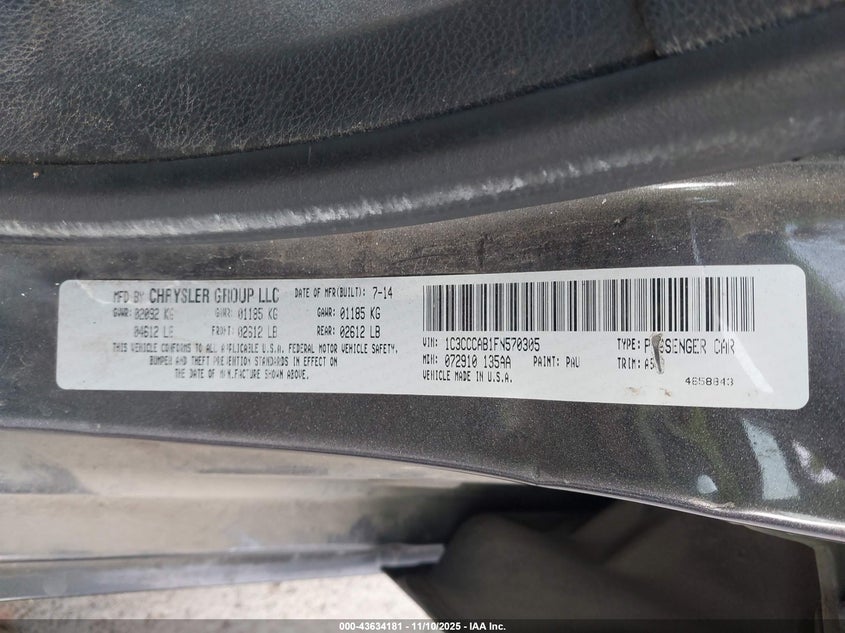 MFD BY CHRYSLER GROUP LLC DATE OF MFR(BUILT): 7-14
GVWR: 02092 KG GAWR: 01185 KG GAWR: 01185 KG
04612 LB FRONT: 02612 LB REAR: 02612 LB
THIS VEHICLE CONFORMS TO ALL APPLICABLE U.S.A. FEDERAL MOTOR VEHICLE SAFETY,
BUMPER AND THEFT PREVENTION STANDARDS IN EFFECT ON
THE DATE OF MANUFACTURE SHOWN ABOVE.
VIN: 1C3CCCAB1FN570305 TYPE: PASSENGER CAR
MDH: 072910 135AA PAINT: PAU TRIM:
VEHICLE MADE IN U.S.A.
4658843
000-43634181 - 11/10/2025 - IAA Inc.